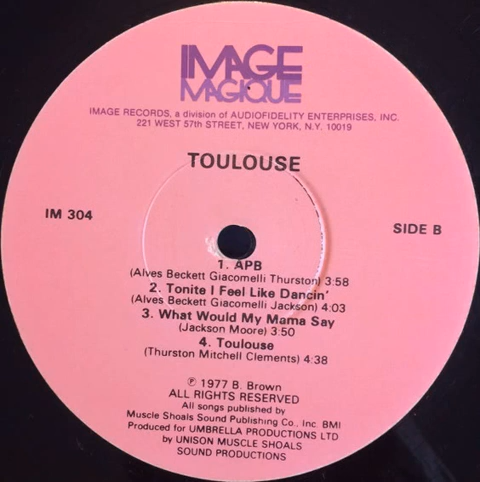 IMAGE
MAGIQUE
IMAGE RECORDS, a division of AUDIOFIDELITY ENTERPRISES, INC.
221 WEST 57th STREET, NEW YORK, N.Y. 10019
TOULOUSE
IM 304
SIDE B
1. APB
(Alves Beckett Giacomelli Thurston) 3:58
2. Tonite I Feel Like Dancin'
(Alves Beckett Giacomelli Jackson) 4:03
3. What Would My Mama Say
(Jackson Moore) 3:50
4. Toulouse
(Thurston Mitchell Clements) 4:38
℗ 1977 B. Brown
ALL RIGHTS RESERVED
All songs published by
Muscle Shoals Sound Publishing Co., Inc. BMI
Produced for UMBRELLA PRODUCTIONS LTD
by UNISON MUSCLE SHOALS
SOUND PRODUCTIONS